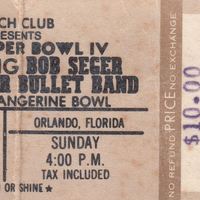 CH CLUB
ESENTS
PER BOWL IV
NG BOB SEGER
R BULLET BAND
ANGERINE BOWL
ORLANDO, FLORIDA
SUNDAY
4:00 P.M.
TAX INCLUDED
OR SHINE ★
NO REFUND PRICE NO EXCHANGE
$10.00